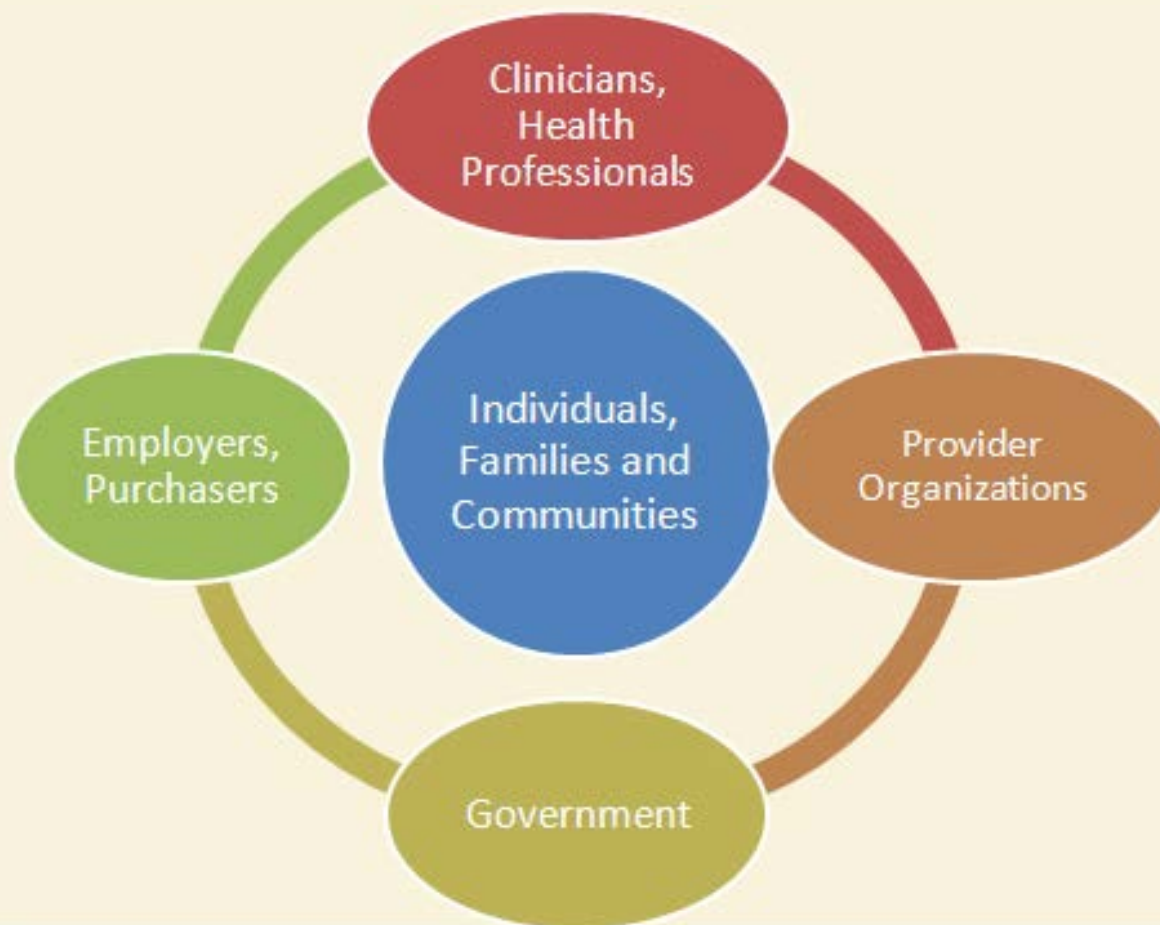 Clinicians,
Health
Professionals
Employers,
Purchasers
Individuals,
Families and
Communities
Provider
Organizations
Government